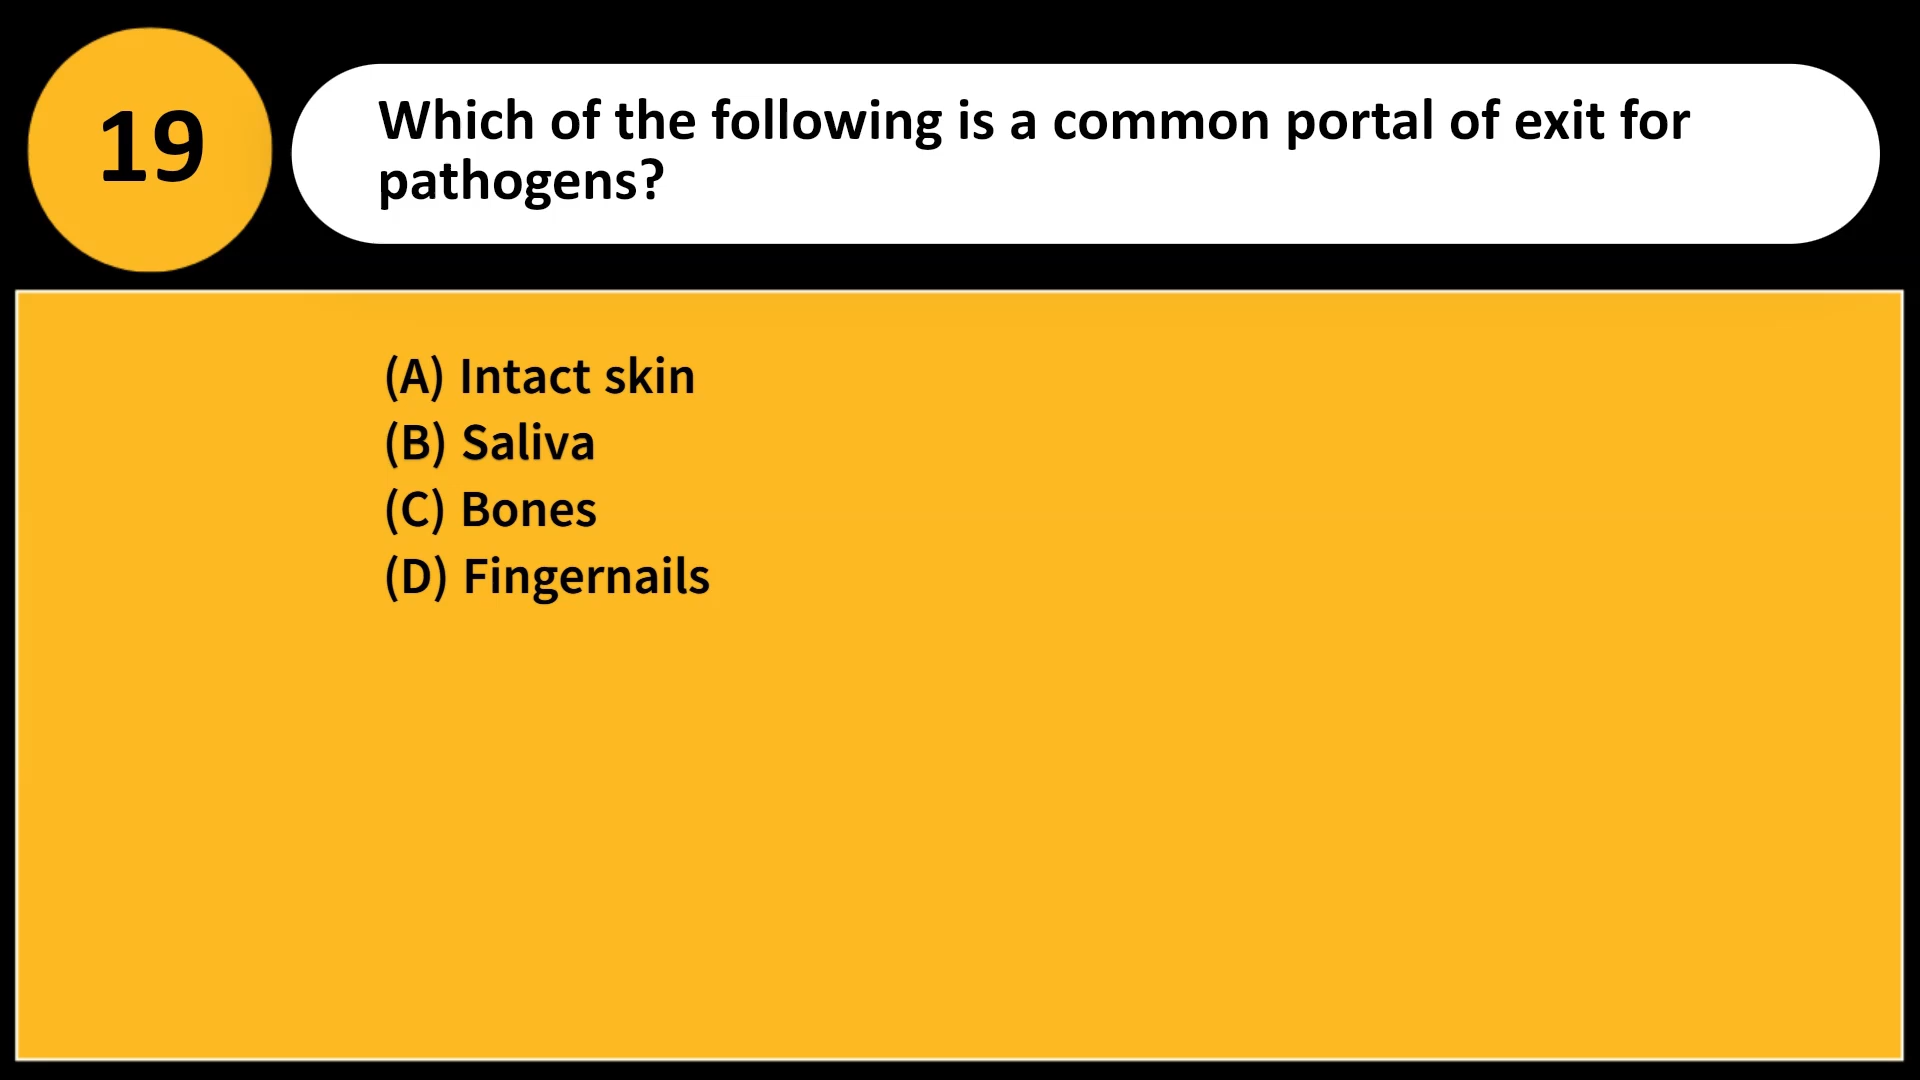 19
Which of the following is a common portal of exit for
pathogens?
(A) Intact skin
(B) Saliva
(C) Bones
(D) Fingernails